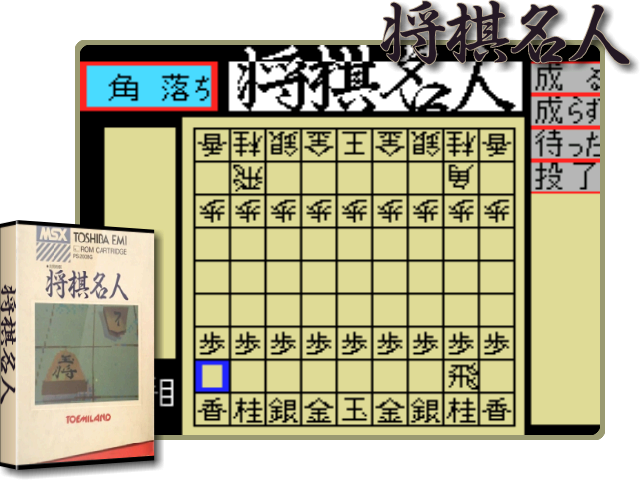 将棋名人
角落ち
将棋名人
成る
成らず
待った
投了
香桂銀金王金銀桂香
飛角
歩歩歩歩歩歩歩歩歩
歩歩歩歩歩歩歩歩歩
飛
香桂銀金玉金銀桂香
MSX TOSHIBA EMI
ROM CARTRIDGE
将棋名人
将棋名人
TOEMILAND